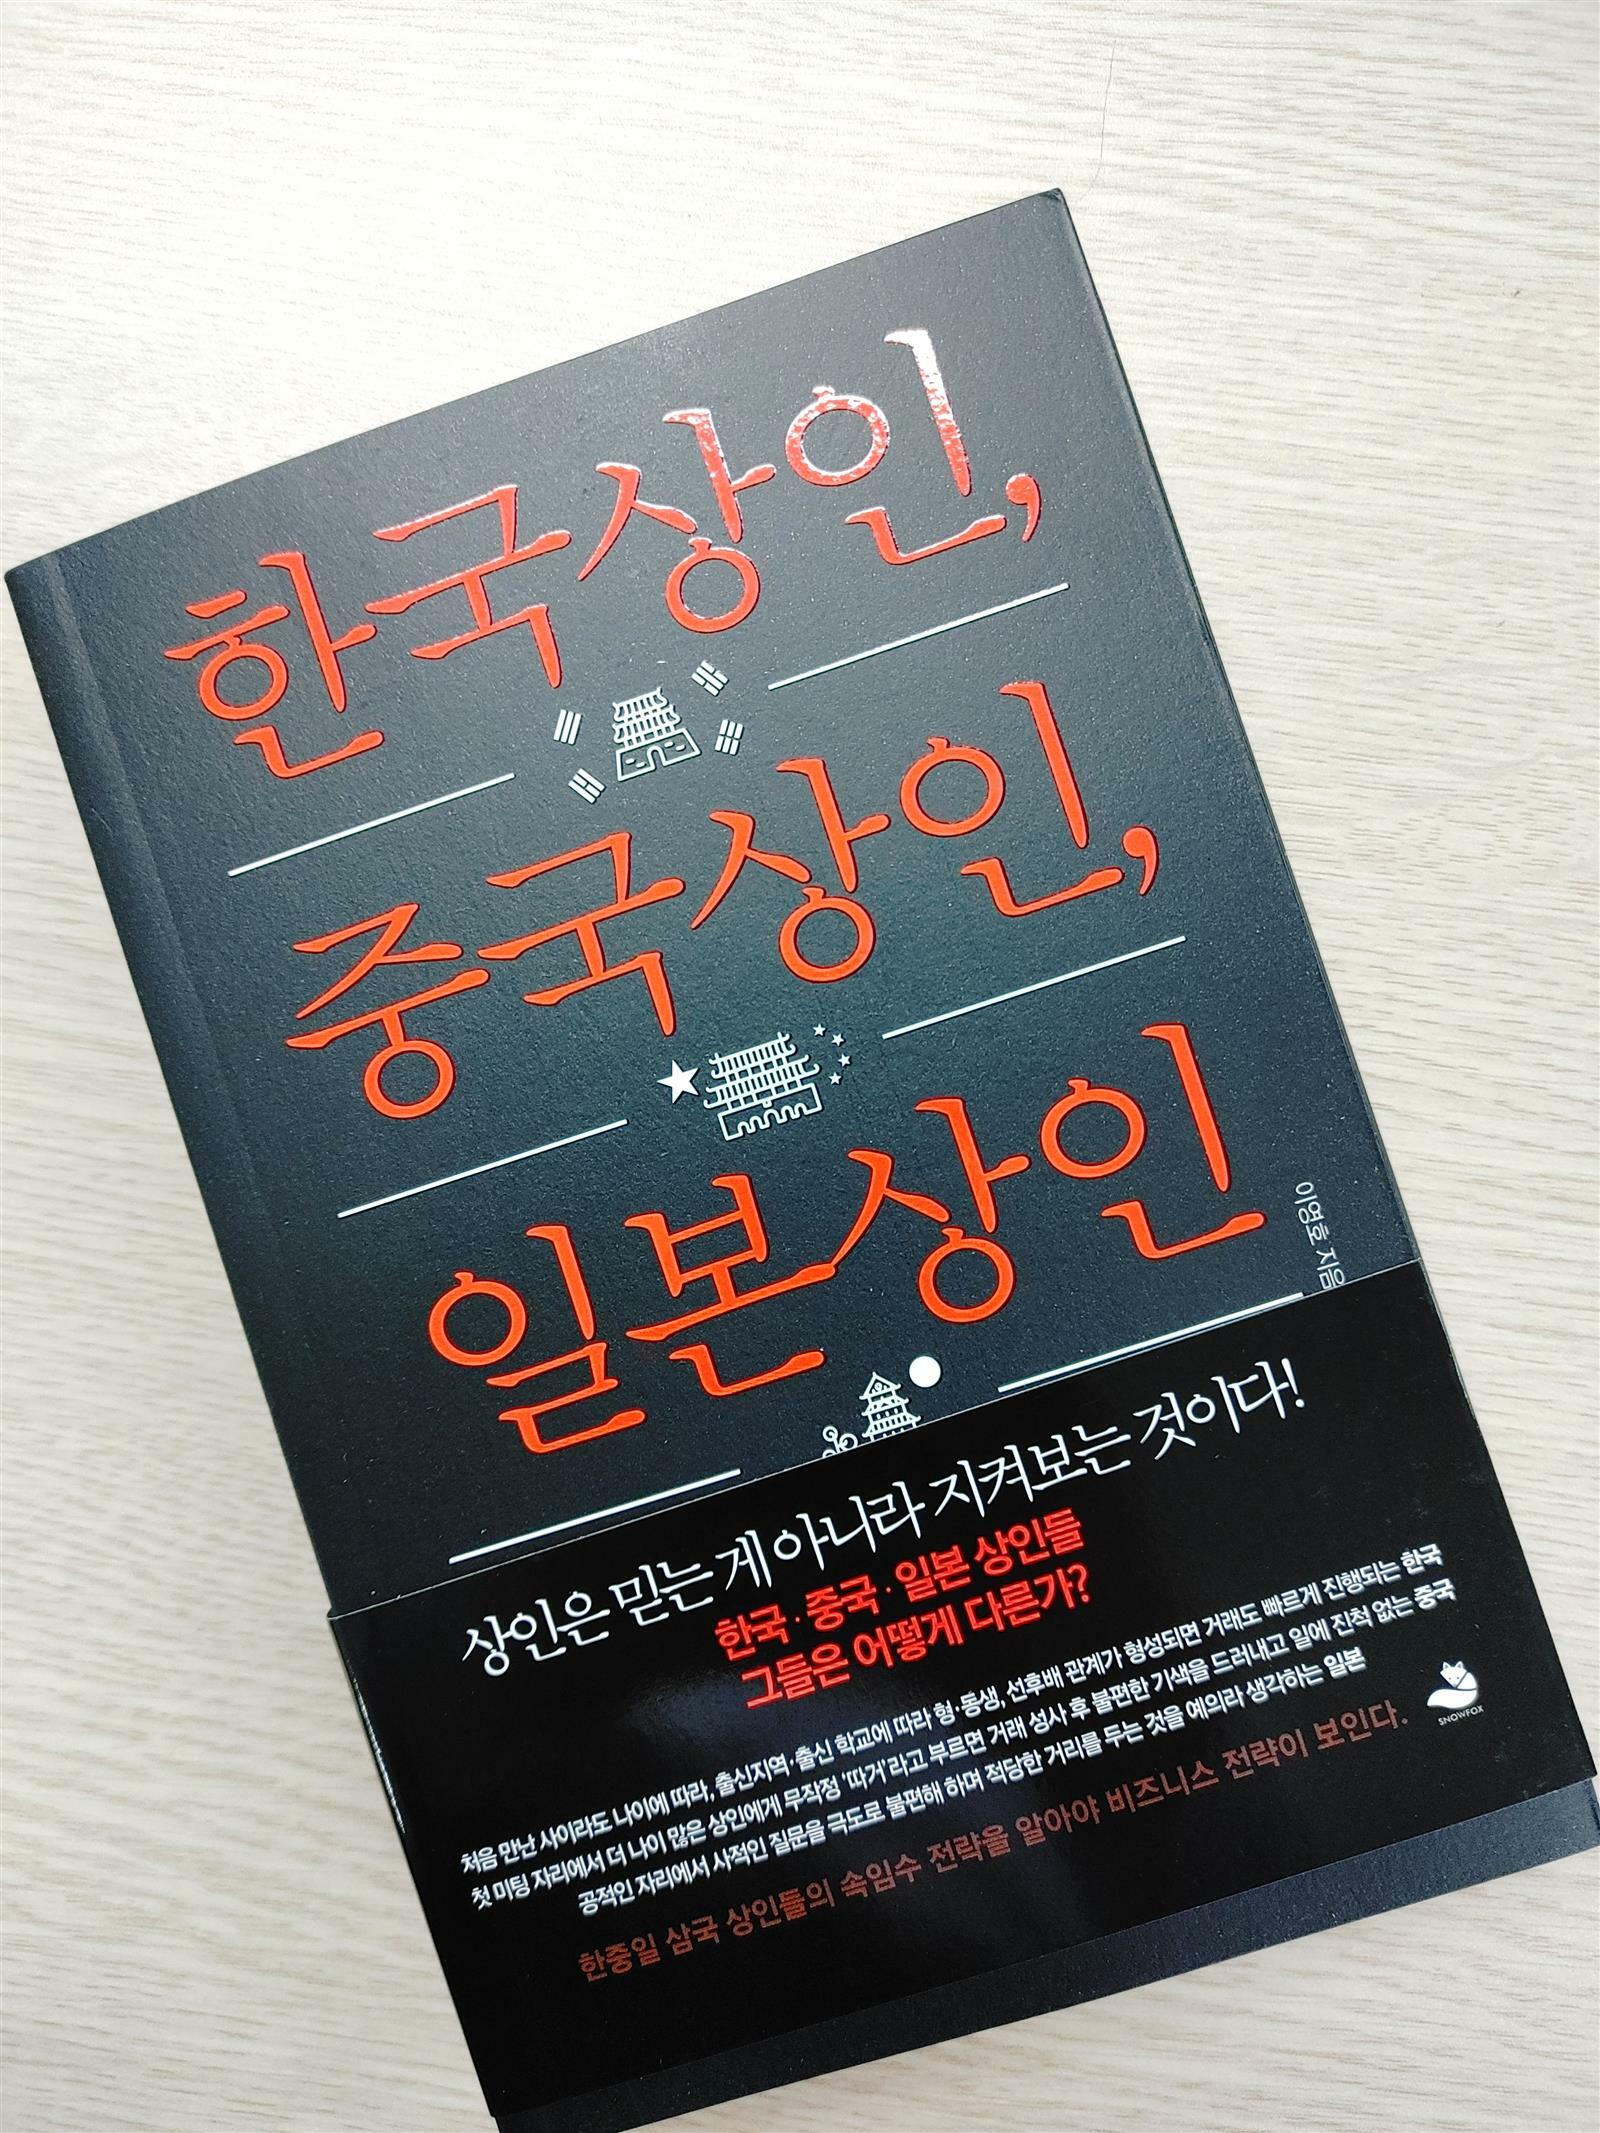 한국상인,
중국상인,
일본상인
이영호 지음
상인은 믿는 게 아니라 지켜보는 것이다!
한국·중국·일본 상인들
그들은 어떻게 다른가?
처음 만난 사이라도 나이에 따라, 출신지역·출신 학교에 따라 형·동생, 선후배 관계가 형성되면 거래도 빠르게 진행되는 한국
첫 미팅 자리에서 더 나이 많은 상인에게 무작정 '따거'라고 부르면 거래 성사 후 불편한 기색을 드러내고 일에 진척 없는 중국
공적인 자리에서 사적인 질문을 극도로 불편해 하며 적당한 거리를 두는 것을 예의라 생각하는 일본
한중일 삼국 상인들의 속임수 전략을 알아야 비즈니스 전략이 보인다.
SNOWFOX